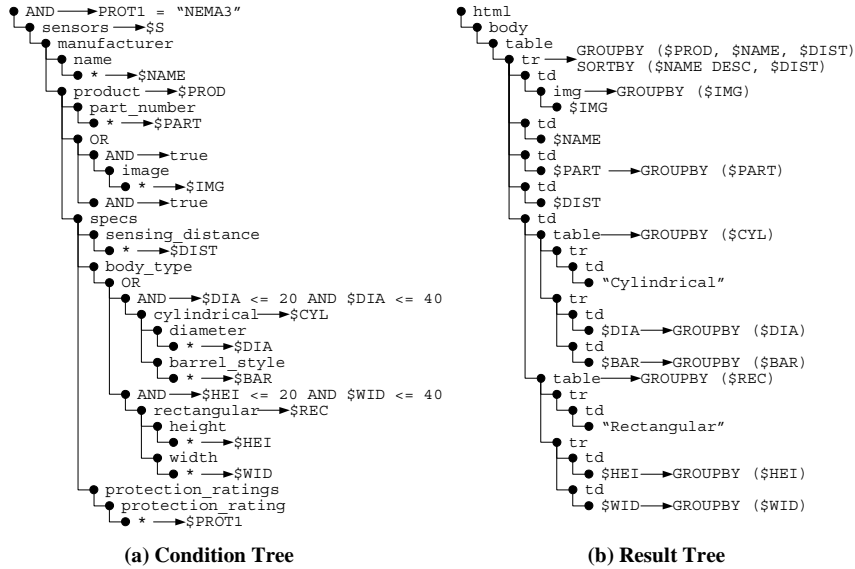 AND PROT1 = “NEMA3”
sensors $S
manufacturer
name
* $NAME
product $PROD
part_number
* $PART
OR
AND true
image
* $IMG
AND true
specs
sensing_distance
* $DIST
body_type
OR
AND $DIA <= 20 AND $DIA <= 40
cylindrical $CYL
diameter
* $DIA
barrel_style
* $BAR
AND $HEI <= 20 AND $WID <= 40
rectangular $REC
height
* $HEI
width
* $WID
protection_ratings
protection_rating
* $PROT1
(a) Condition Tree
html
body
table
tr GROUPBY ($PROD, $NAME, $DIST)
SORTBY ($NAME DESC, $DIST)
td
img GROUPBY ($IMG)
$IMG
td
$NAME
td
$PART GROUPBY ($PART)
td
$DIST
td
table GROUPBY ($CYL)
tr
td
“Cylindrical”
tr
td
$DIA GROUPBY ($DIA)
td
$BAR GROUPBY ($BAR)
table GROUPBY ($REC)
tr
td
“Rectangular”
tr
td
$HEI GROUPBY ($HEI)
td
$WID GROUPBY ($WID)
(b) Result Tree